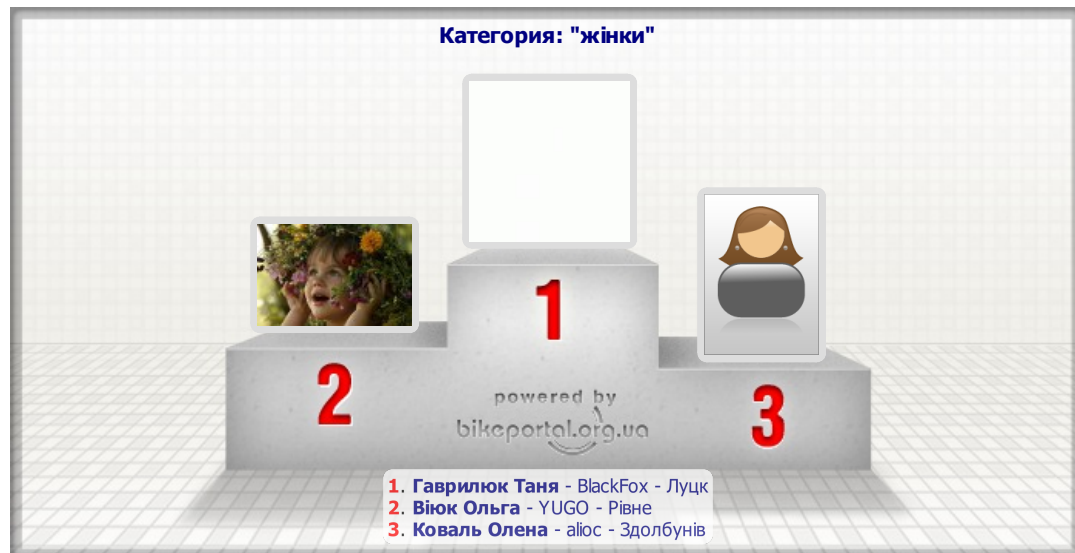 Категория: "жінки"
1
2
3
powered by
bikeportal.org.ua
1. Гаврилюк Таня - BlackFox - Луцк
2. Віюк Ольга - YUGO - Рівне
3. Коваль Олена - alioc - Здолбунів